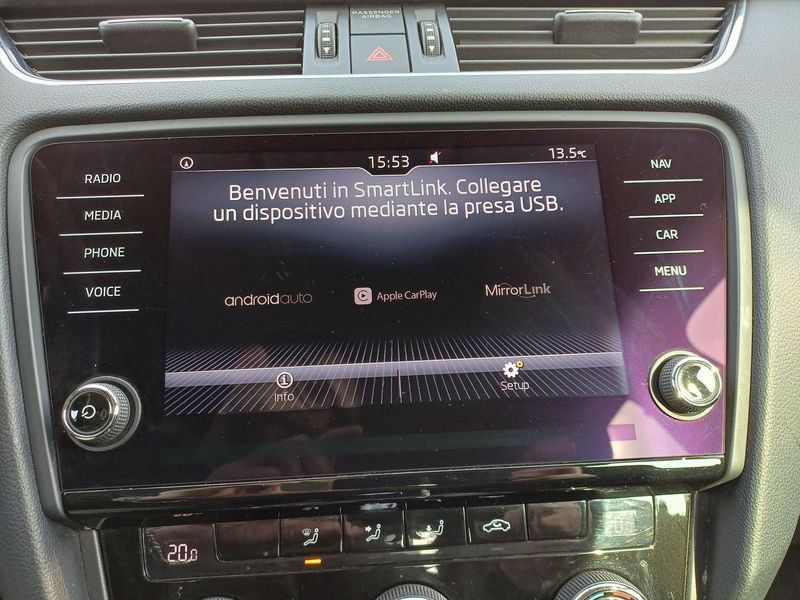 PASSENGER
AIRBAG
15:53
13.5°C
RADIO
MEDIA
PHONE
VOICE
Benvenuti in SmartLink. Collegare
un dispositivo mediante la presa USB.
androidauto
Apple CarPlay
MirrorLink
Info
Setup
NAV
APP
CAR
MENU
20.0